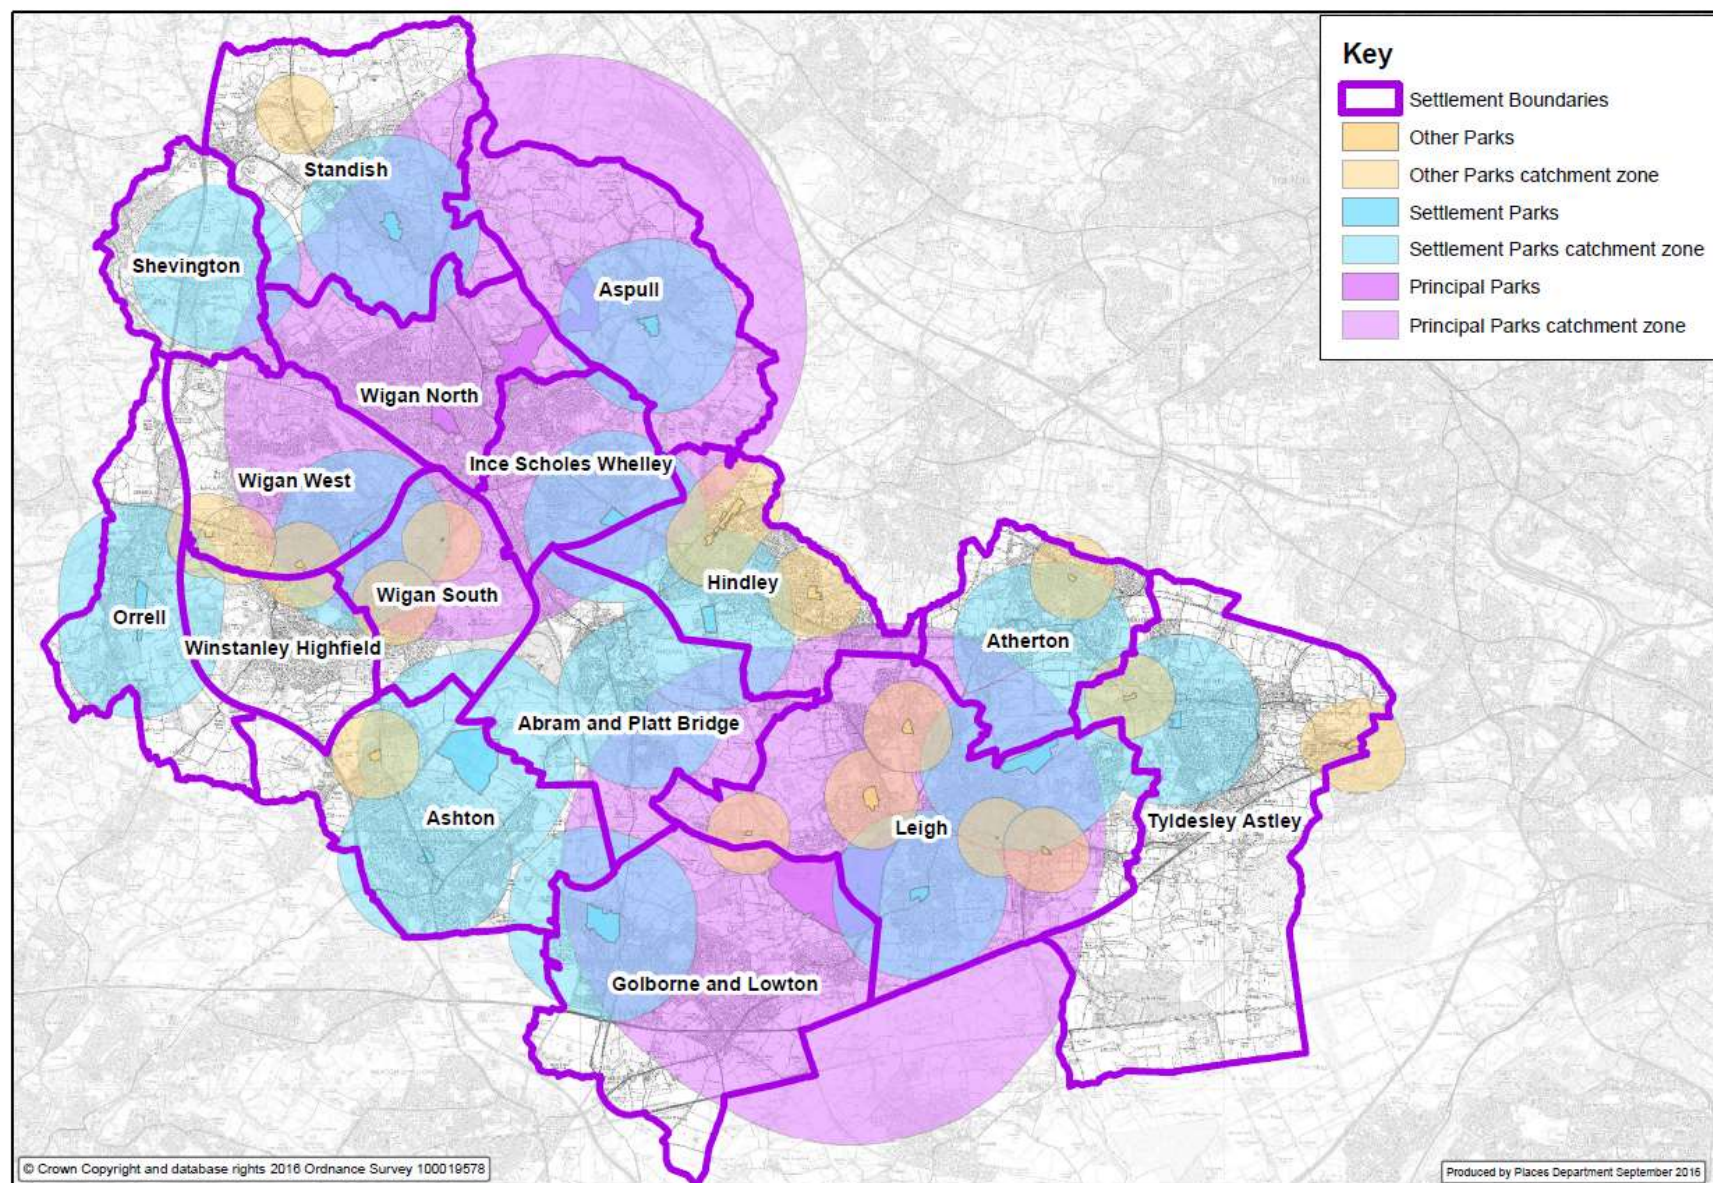 Key
Settlement Boundaries
Other Parks
Other Parks catchment zone
Settlement Parks
Settlement Parks catchment zone
Principal Parks
Principal Parks catchment zone
Standish
Shevington
Aspull
Wigan North
Ince Scholes Whelley
Wigan West
Hindley
Wigan South
Orrell
Winstanley Highfield
Atherton
Abram and Platt Bridge
Ashton
Leigh
Tyldesley Astley
Golborne and Lowton
© Crown Copyright and database rights 2016 Ordnance Survey 100019578
Produced by Places Department September 2016